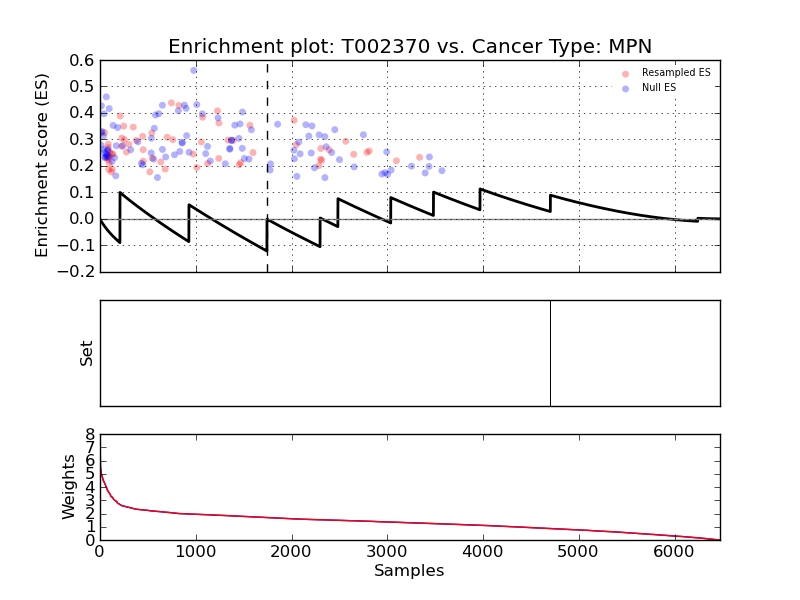 Enrichment plot: T002370 vs. Cancer Type: MPN
Enrichment score (ES)
0.6
0.5
0.4
0.3
0.2
0.1
0.0
−0.1
−0.2
Resampled ES
Null ES
Set
Weights
8
7
6
5
4
3
2
1
0
0 1000 2000 3000 4000 5000 6000
Samples